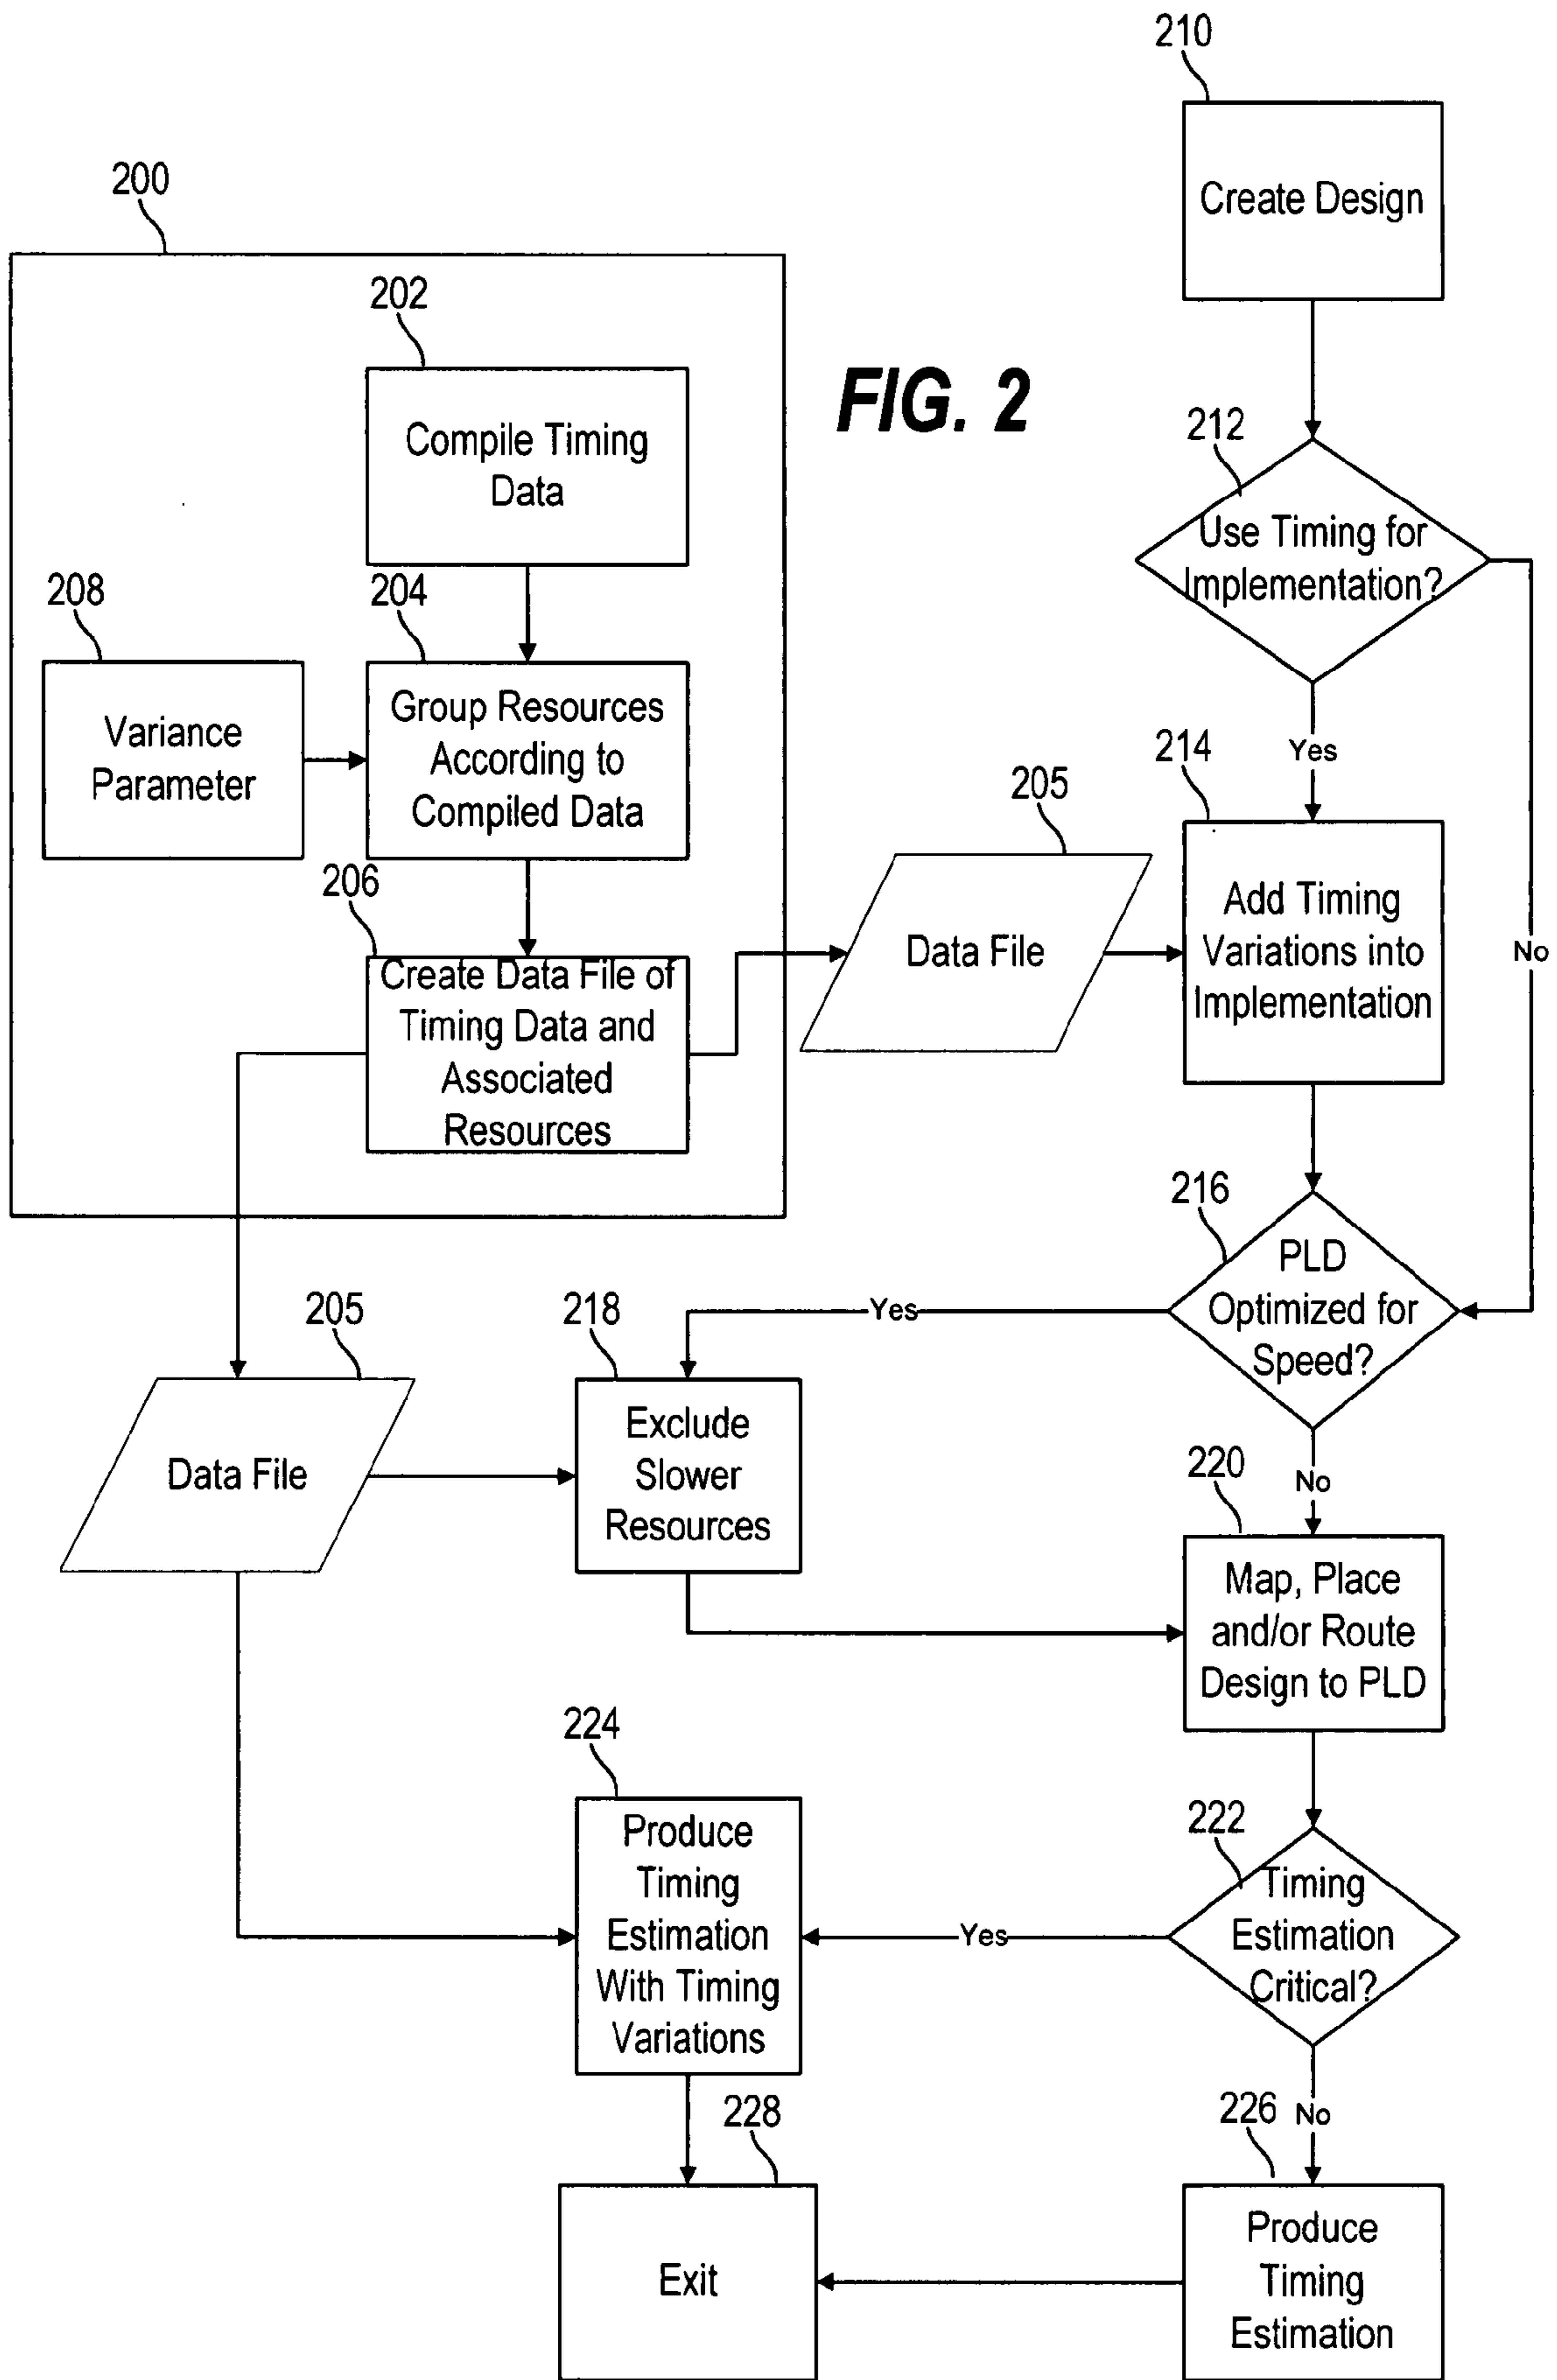 210
Create Design
200
202
Compile Timing
Data
FIG. 2
212
Use Timing for
Implementation?
208
Variance
Parameter
204
Group Resources
According to
Compiled Data
Yes
No
214
Add Timing
Variations into
Implementation
205
Data File
206
Create Data File of
Timing Data and
Associated
Resources
216
PLD
Optimized for
Speed?
Yes
No
205
Data File
218
Exclude
Slower
Resources
220
Map, Place
and/or Route
Design to PLD
224
Produce
Timing
Estimation
With Timing
Variations
222
Timing
Estimation
Critical?
Yes
No
228
Exit
226
Produce
Timing
Estimation